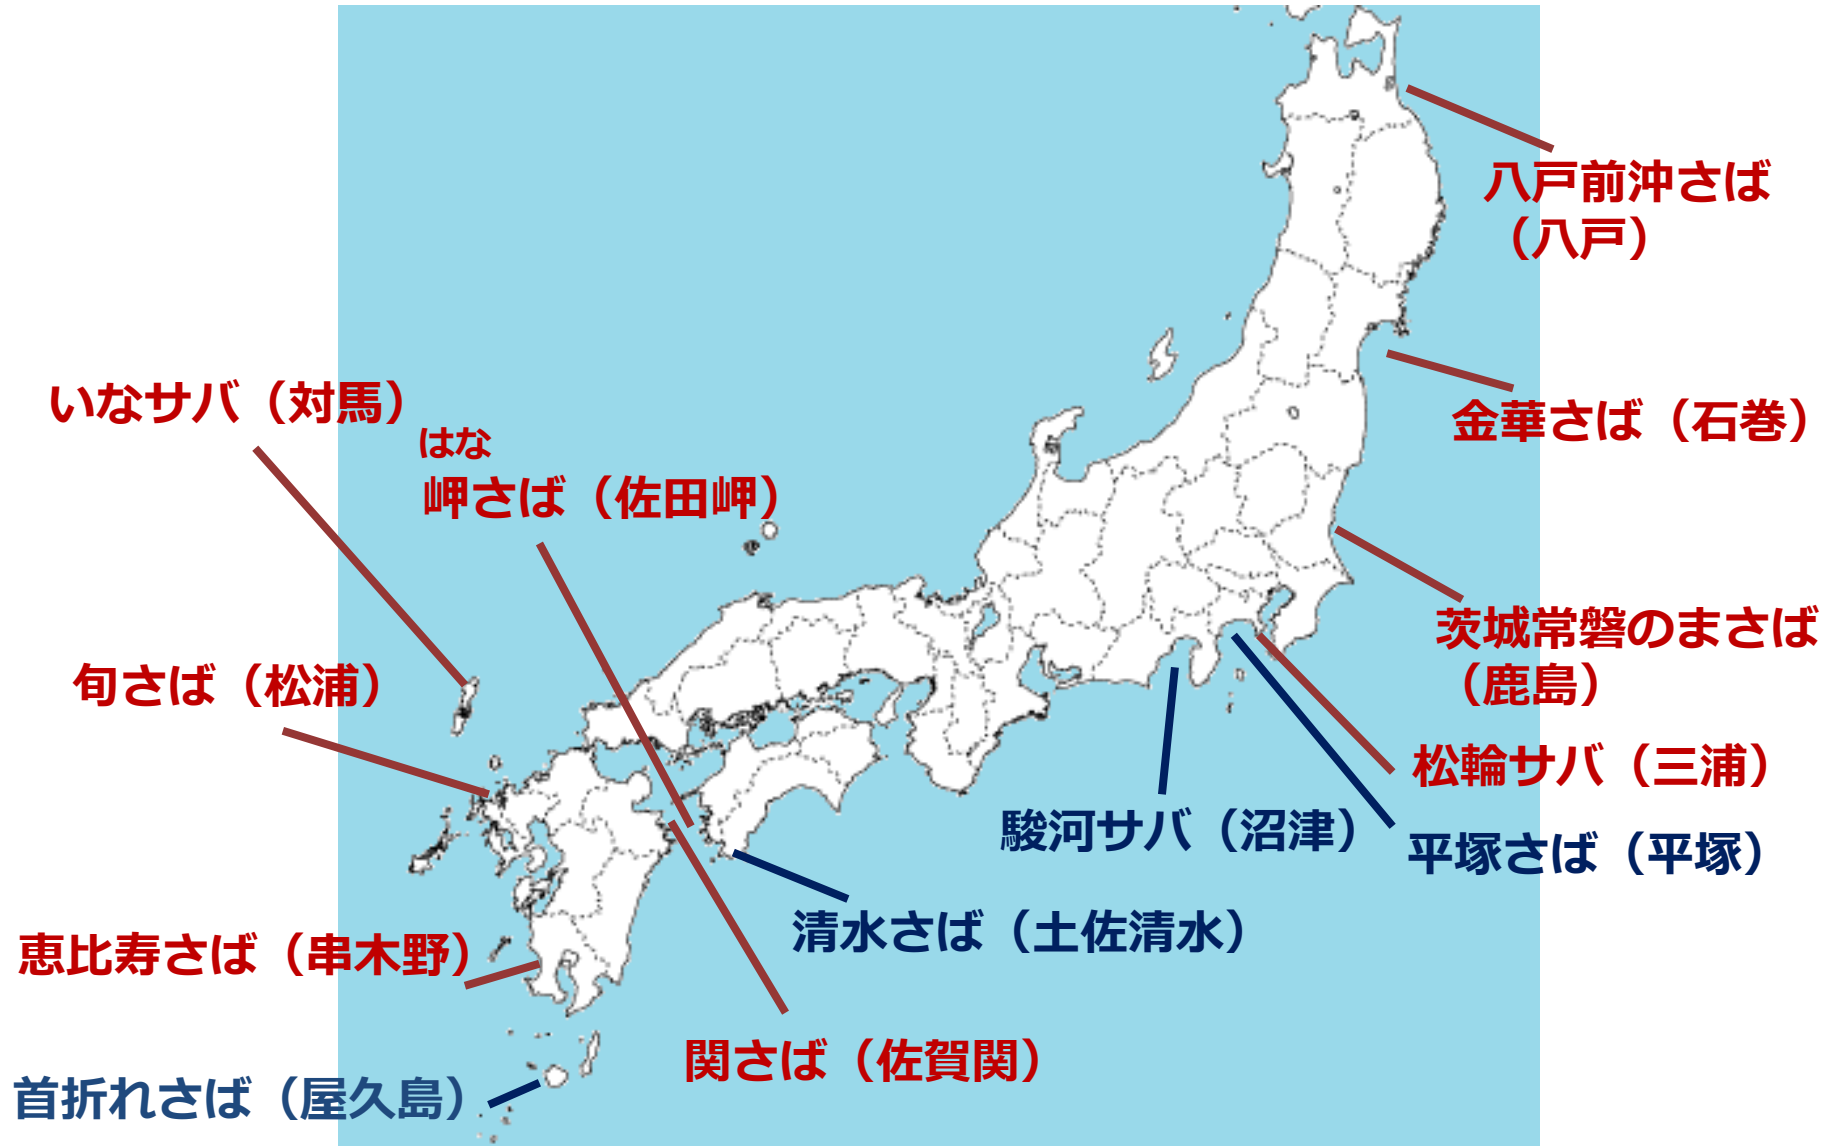 八戸前沖さば
（八戸）
金華さば（石巻）
いなサバ（対馬）
はな
岬さば（佐田岬）
茨城常磐のまさば
（鹿島）
旬さば（松浦）
松輪サバ（三浦）
駿河サバ（沼津）
平塚さば（平塚）
清水さば（土佐清水）
恵比寿さば（串木野）
関さば（佐賀関）
首折れさば（屋久島）